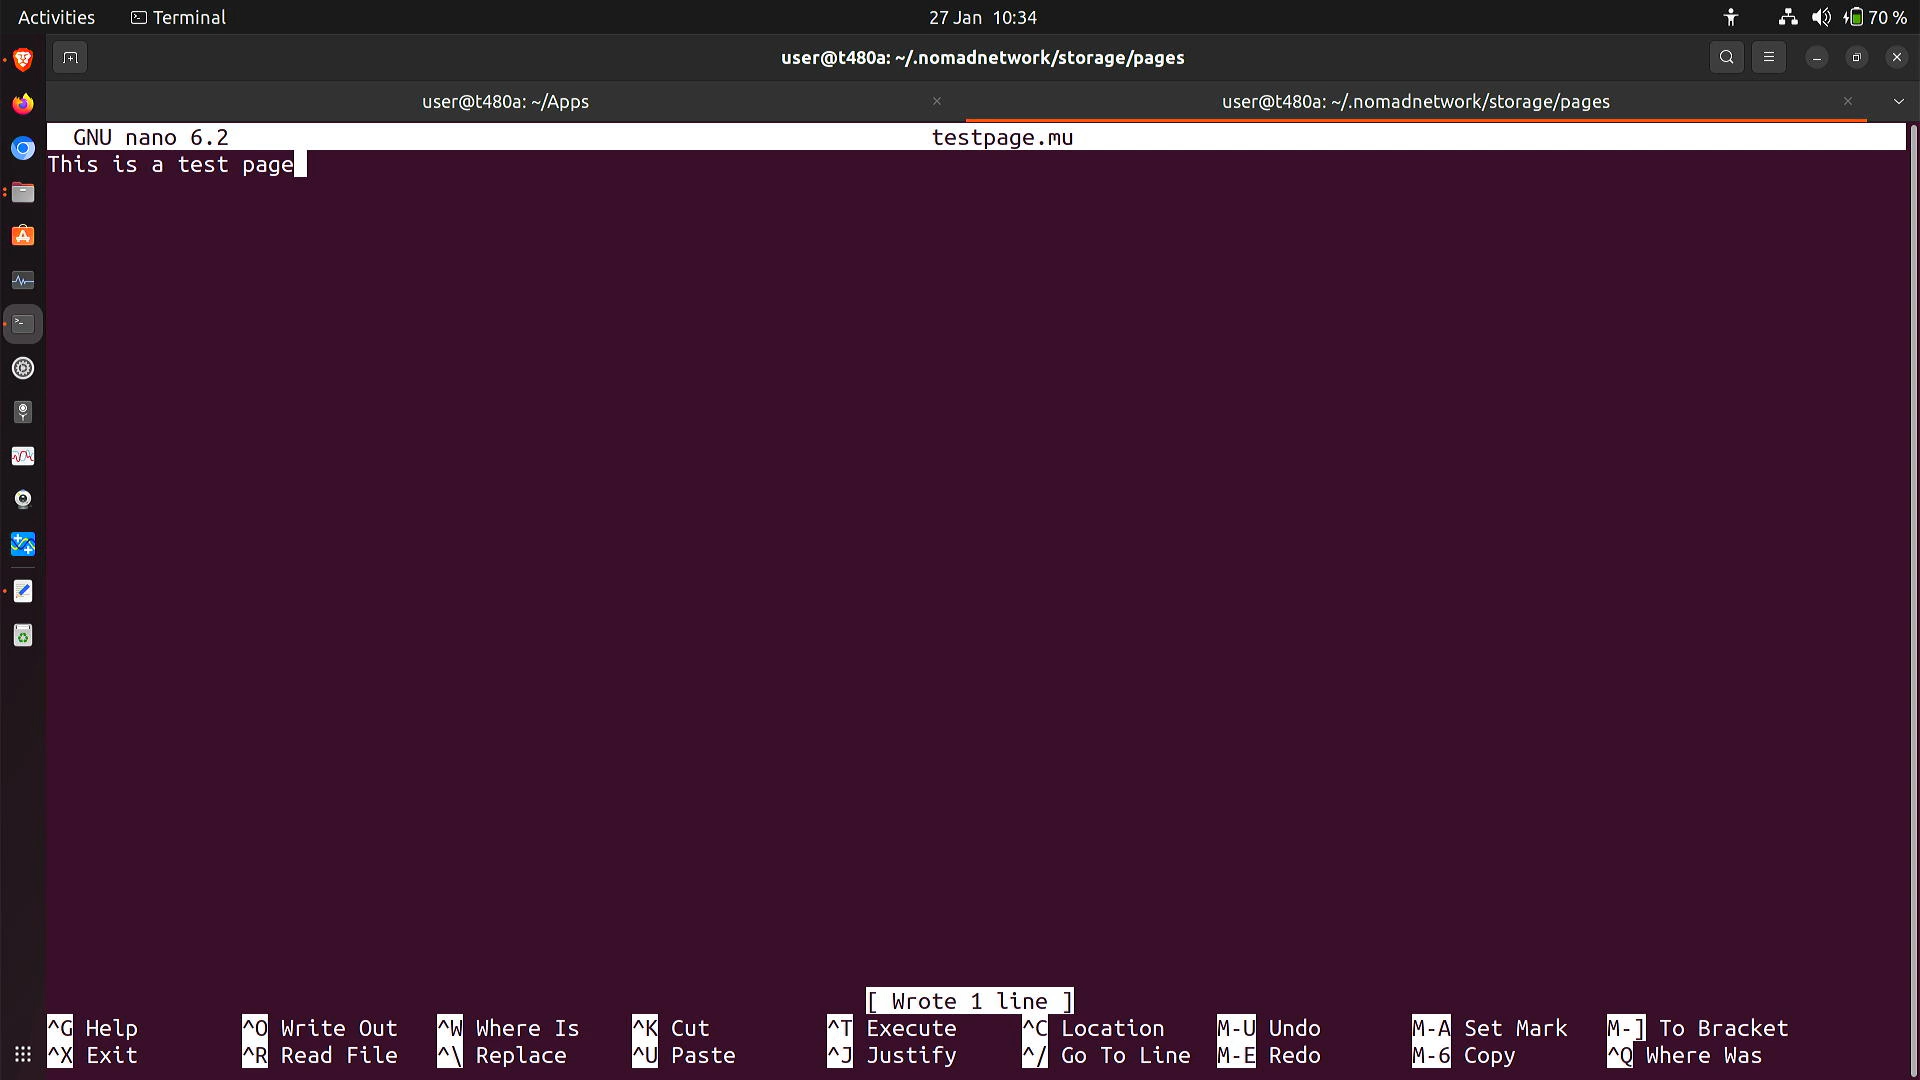 Activities Terminal 27 Jan 10:34 70 %
user@t480a: ~/.nomadnetwork/storage/pages
user@t480a: ~/Apps × user@t480a: ~/.nomadnetwork/storage/pages ×
GNU nano 6.2 testpage.mu
This is a test page
[ Wrote 1 line ]
^G Help ^O Write Out ^W Where Is ^K Cut ^T Execute ^C Location M-U Undo M-A Set Mark M-] To Bracket
^X Exit ^R Read File ^\ Replace ^U Paste ^J Justify ^/ Go To Line M-E Redo M-6 Copy ^Q Where Was